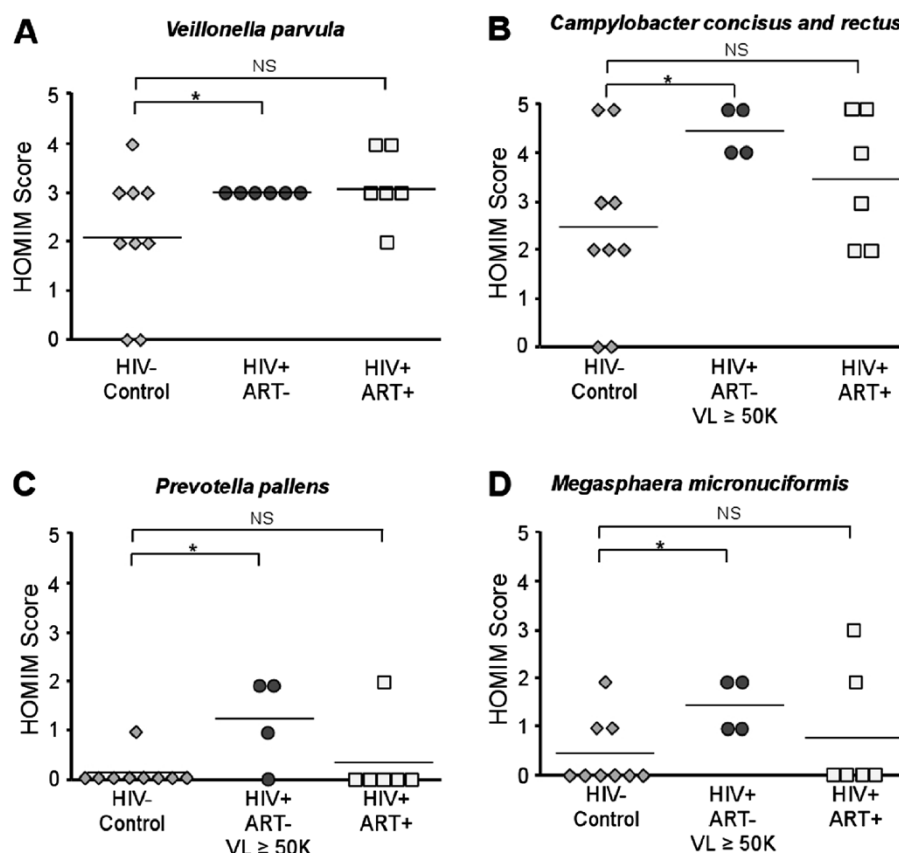 A
Veillonella parvula
NS
*
HOMIM Score
5
4
3
2
1
0
HIV-
Control
HIV+
ART-
HIV+
ART+
B
Campylobacter concisus and rectus
NS
*
HOMIM Score
5
4
3
2
1
0
HIV-
Control
HIV+
ART-
VL ≥ 50K
HIV+
ART+
C
Prevotella pallens
NS
*
HOMIM Score
5
4
3
2
1
0
HIV-
Control
HIV+
ART-
VL ≥ 50K
HIV+
ART+
D
Megasphaera micronuciformis
NS
*
HOMIM Score
5
4
3
2
1
0
HIV-
Control
HIV+
ART-
VL ≥ 50K
HIV+
ART+